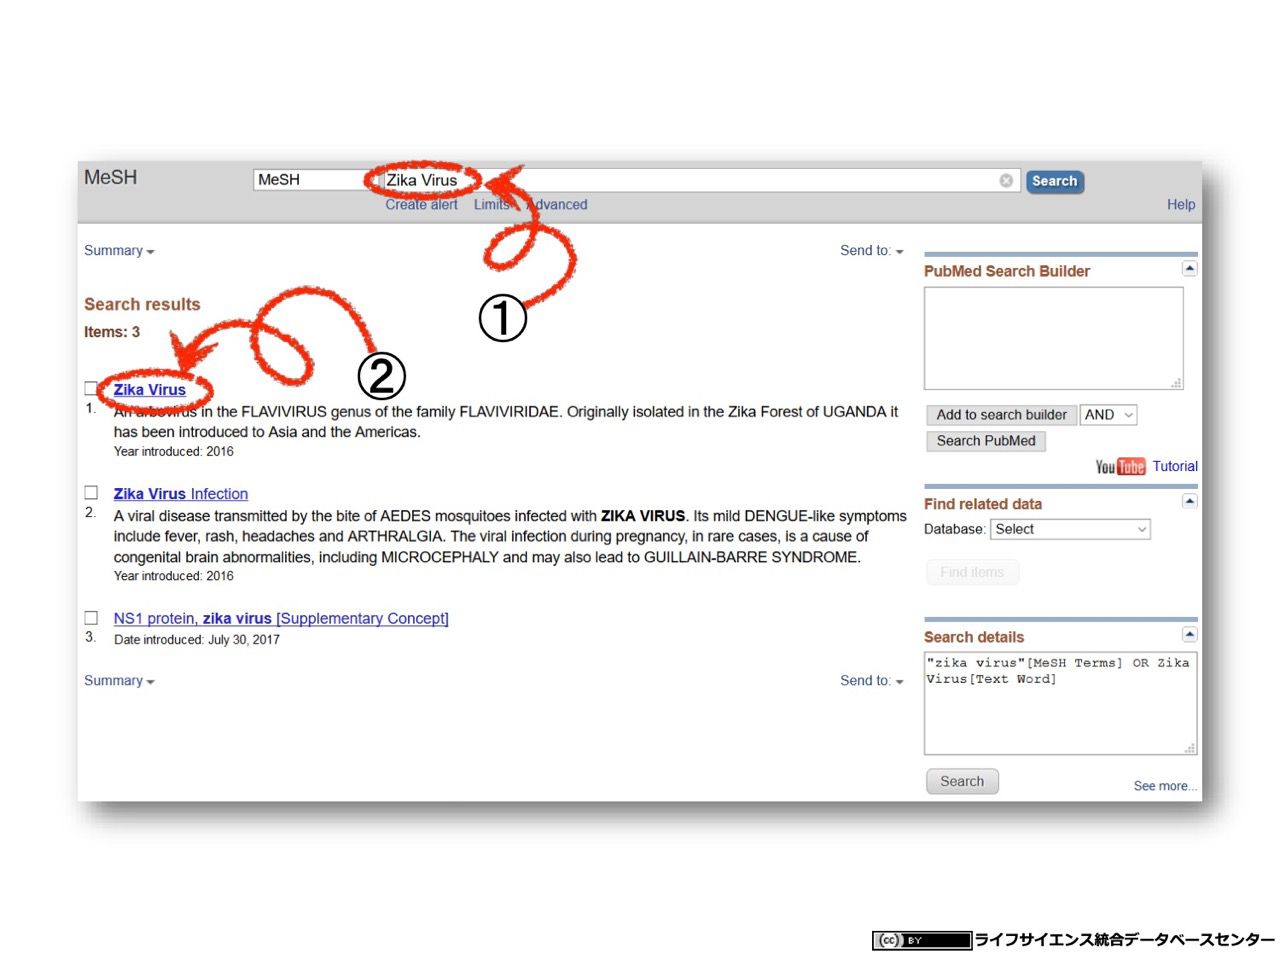 MeSH
MeSH
Zika Virus
Search
Create alert Limits Advanced
Help
Summary
Send to:
Search results
Items: 3
①
②
Zika Virus
1. An arbovirus in the FLAVIVIRUS genus of the family FLAVIVIRIDAE. Originally isolated in the Zika Forest of UGANDA it
has been introduced to Asia and the Americas.
Year introduced: 2016
Zika Virus Infection
2. A viral disease transmitted by the bite of AEDES mosquitoes infected with ZIKA VIRUS. Its mild DENGUE-like symptoms
include fever, rash, headaches and ARTHRALGIA. The viral infection during pregnancy, in rare cases, is a cause of
congenital brain abnormalities, including MICROCEPHALY and may also lead to GUILLAIN-BARRE SYNDROME.
Year introduced: 2016
NS1 protein, zika virus [Supplementary Concept]
3. Date introduced: July 30, 2017
Summary
Send to:
PubMed Search Builder
Add to search builder AND
Search PubMed
YouTube Tutorial
Find related data
Database: Select
Find items
Search details
"zika virus"[MeSH Terms] OR Zika
Virus[Text Word]
Search
See more...
cc BY ライフサイエンス統合データベースセンター